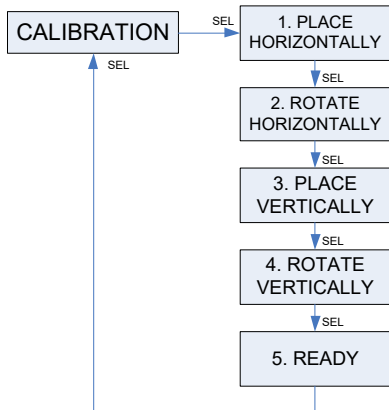 CALIBRATION
SEL
1. PLACE
HORIZONTALLY
SEL
2. ROTATE
HORIZONTALLY
SEL
3. PLACE
VERTICALLY
SEL
4. ROTATE
VERTICALLY
SEL
5. READY
SEL